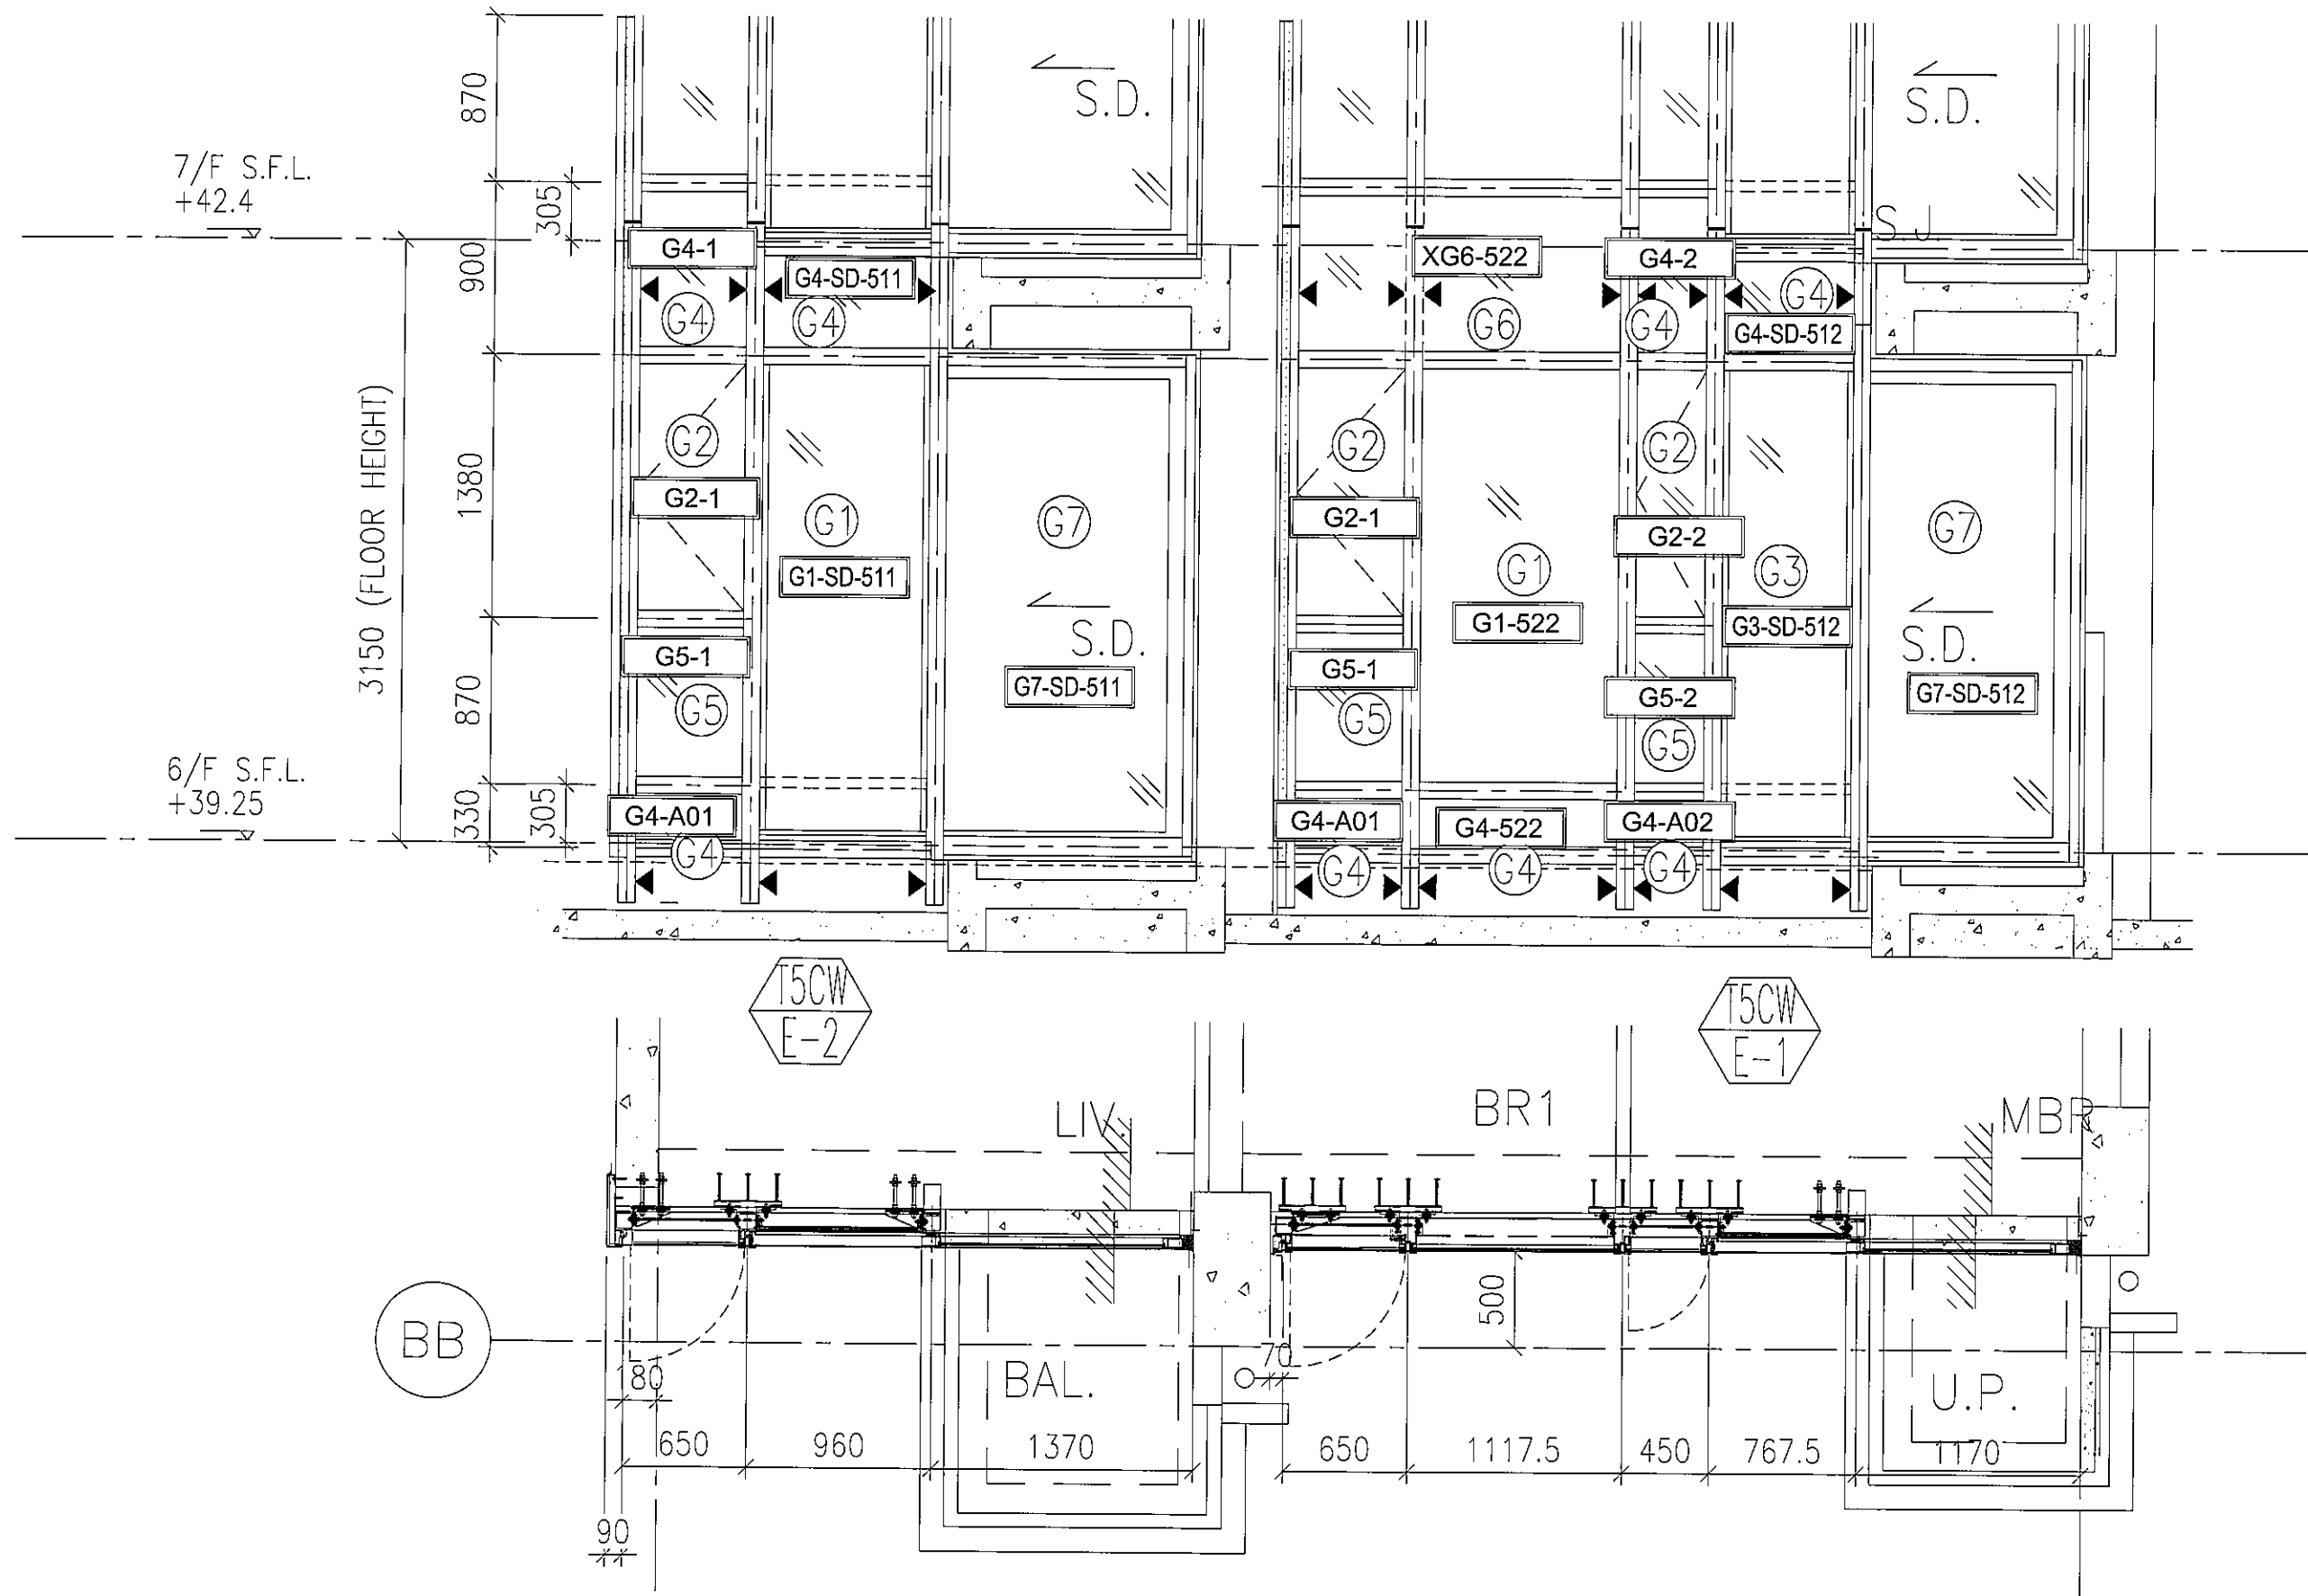 870
S.D.
S.D.
7/F S.F.L.
+42.4
305
S.J.
G4-1
XG6-522
G4-2
900
G4-SD-511
G4
G4
G4
G6
G4
G4-SD-512
3150 (FLOOR HEIGHT)
G2
G2
G2
1380
G2-1
G1
G7
G2-1
G2-2
G7
G1-SD-511
G1
G3
G1-522
G3-SD-512
S.D.
S.D.
G5-1
G5-1
G7-SD-511
G5-2
G7-SD-512
870
G5
G5
G5
6/F S.F.L.
+39.25
330
305
G4-A01
G4-A01
G4-522
G4-A02
G4
G4
G4
G4
T5CW
E-2
T5CW
E-1
LIV.
BR1
MBR
500
BB
70
80
BAL.
U.P.
650
960
1370
650
1117.5
450
767.5
1170
90